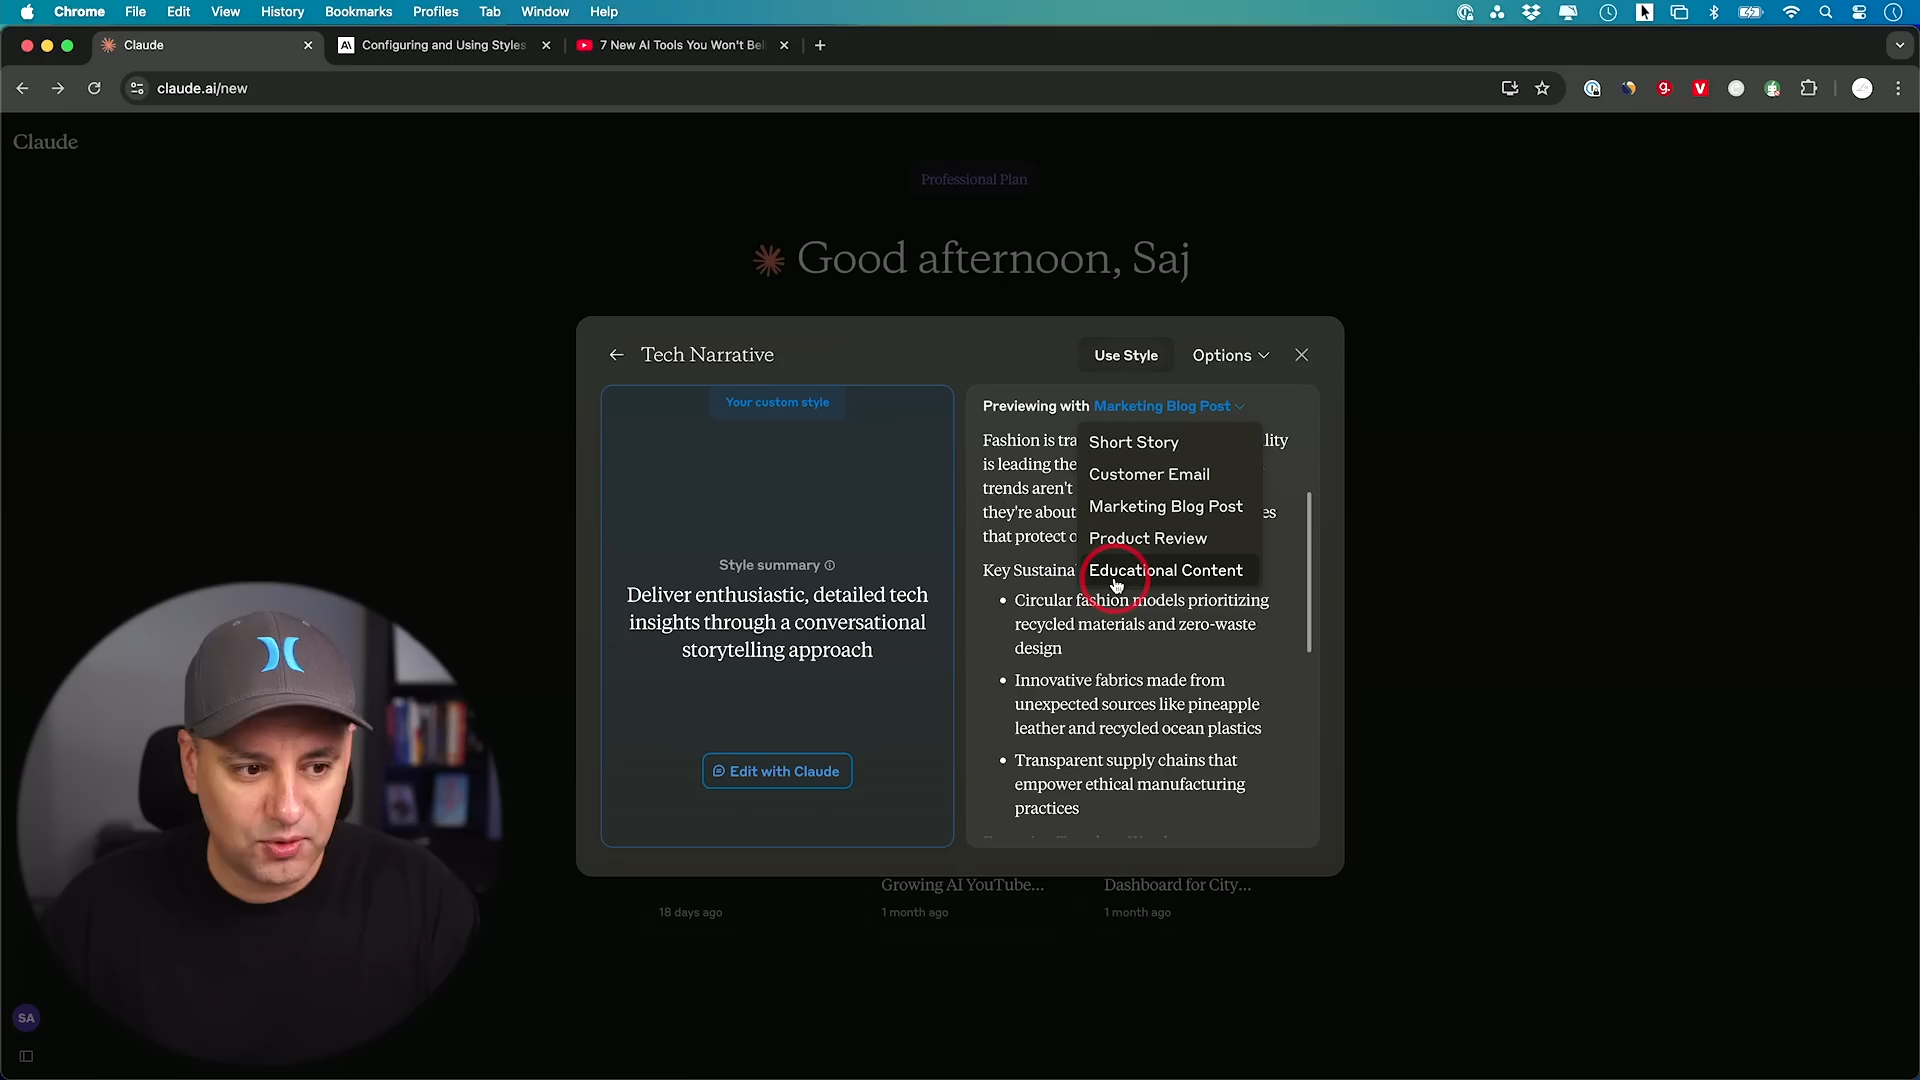 Chrome File Edit View History Bookmarks Profiles Tab Window Help
Claude
Configuring and Using Styles
7 New AI Tools You Won't Bel
claude.ai/new
Claude
Professional Plan
Good afternoon, Saj
Tech Narrative
Use Style
Options
Your custom style
Style summary
Deliver enthusiastic, detailed tech
insights through a conversational
storytelling approach
Edit with Claude
Previewing with Marketing Blog Post
Short Story
Customer Email
Marketing Blog Post
Product Review
Educational Content
Fashion is tra lity
is leading the
trends aren't
they're about es
that protect o
Key Sustaina
• Circular fashion models prioritizing
recycled materials and zero-waste
design
• Innovative fabrics made from
unexpected sources like pineapple
leather and recycled ocean plastics
• Transparent supply chains that
empower ethical manufacturing
practices
Growing AI YouTube...
Dashboard for City...
18 days ago
1 month ago
1 month ago
SA